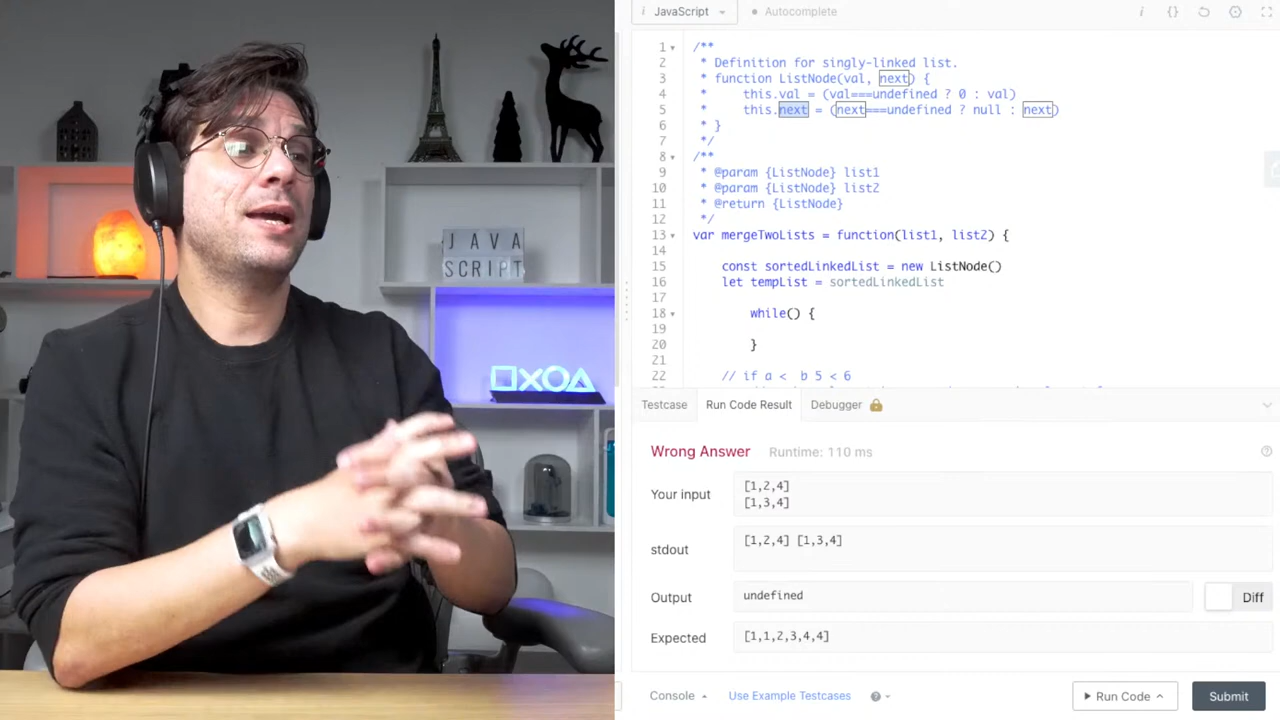 JAVA
SCRIPT
i JavaScript
Autocomplete
1 /**
2 * Definition for singly-linked list.
3 * function ListNode(val, next) {
4 this.val = (val===undefined ? 0 : val)
5 this.next = (next===undefined ? null : next)
6 * }
7 */
8 /**
9 * @param {ListNode} list1
10 * @param {ListNode} list2
11 * @return {ListNode}
12 */
13 var mergeTwoLists = function(list1, list2) {
14
15 const sortedLinkedList = new ListNode()
16 let tempList = sortedLinkedList
17
18 while() {
19
20 }
21
22 // if a < b 5 < 6
Testcase
Run Code Result
Debugger
Wrong Answer
Runtime: 110 ms
Your input
[1,2,4]
[1,3,4]
stdout
[1,2,4] [1,3,4]
Output
undefined
Diff
Expected
[1,1,2,3,4,4]
Console
Use Example Testcases
Run Code
Submit